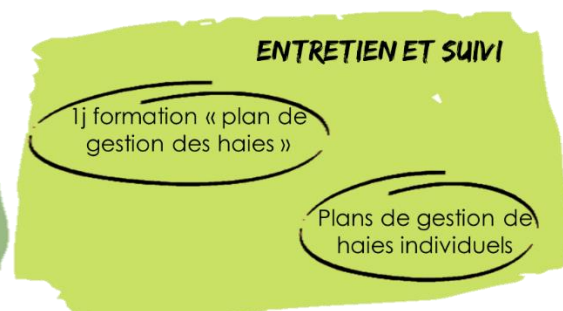 ENTRETIEN ET SUIVI
1j formation « plan de
gestion des haies »
Plans de gestion de
haies individuels